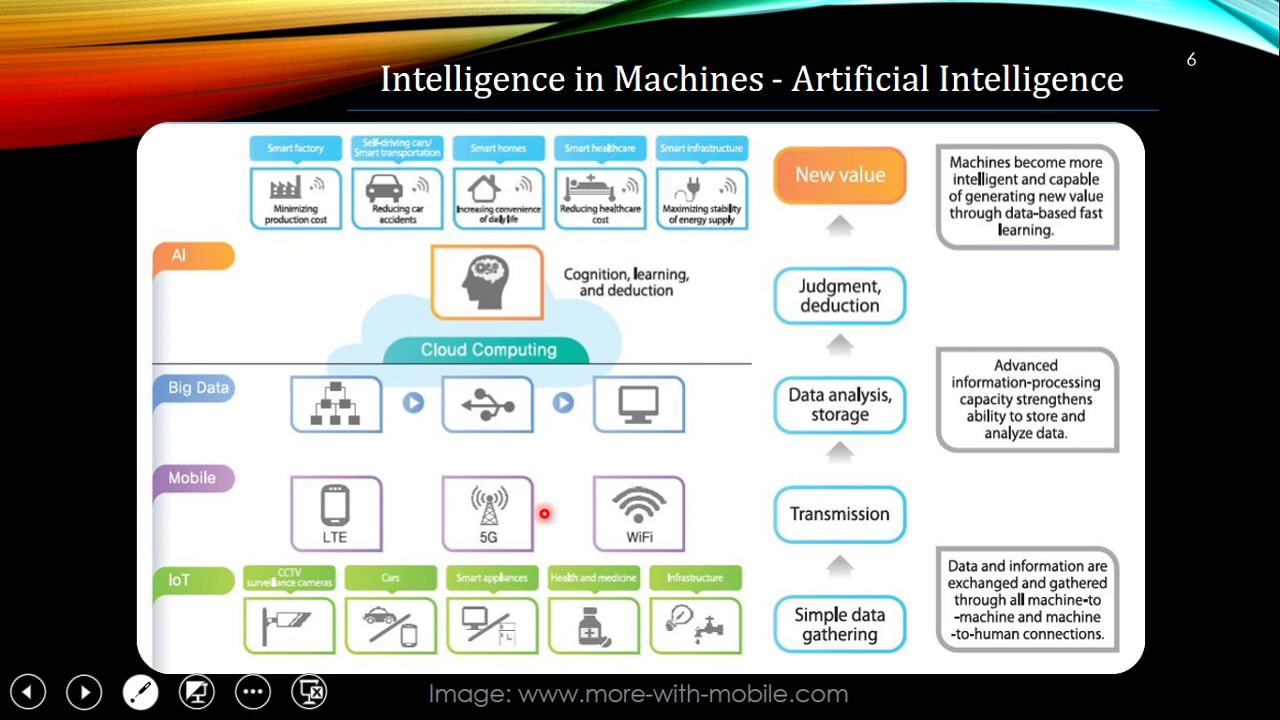 6
Intelligence in Machines - Artificial Intelligence
Smart factory
Self-driving cars/
Smart transportation
Smart homes
Smart healthcare
Smart infrastructure
Minimizing
production cost
Reducing car
accidents
Increasing convenience
of daily life
Reducing healthcare
cost
Maximizing stability
of energy supply
AI
Cognition, learning,
and deduction
Cloud Computing
Big Data
Mobile
LTE
5G
WiFi
IoT
CCTV
surveillance cameras
Cars
Smart appliances
Health and medicine
Infrastructure
New value
Judgment,
deduction
Data analysis,
storage
Transmission
Simple data
gathering
Machines become more
intelligent and capable
of generating new value
through data-based fast
learning.
Advanced
information-processing
capacity strengthens
ability to store and
analyze data.
Data and information are
exchanged and gathered
through all machine-to
-machine and machine
-to-human connections.
Image: www.more-with-mobile.com